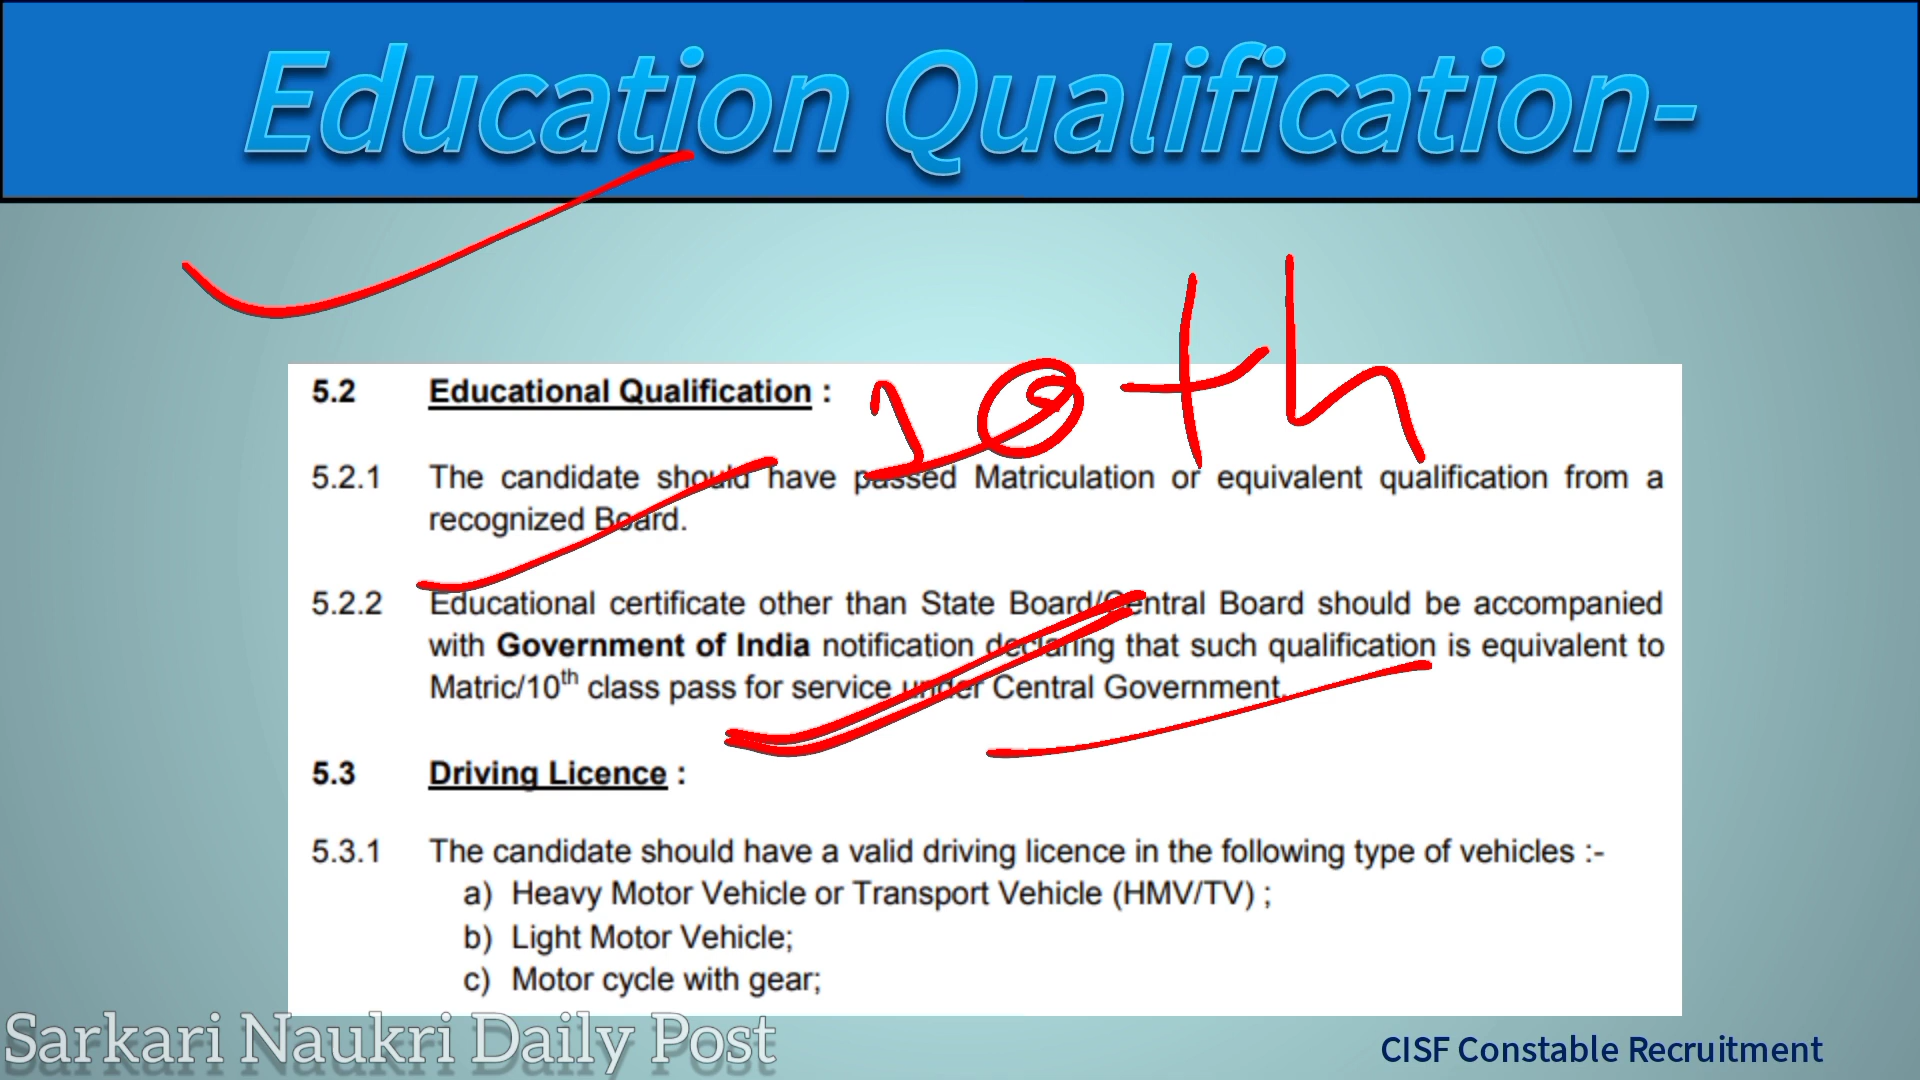 Education Qualification-
10th
5.2 Educational Qualification :
5.2.1 The candidate should have passed Matriculation or equivalent qualification from a
recognized Board.
5.2.2 Educational certificate other than State Board/Central Board should be accompanied
with Government of India notification declaring that such qualification is equivalent to
Matric/10th class pass for service under Central Government.
5.3 Driving Licence :
5.3.1 The candidate should have a valid driving licence in the following type of vehicles :-
a) Heavy Motor Vehicle or Transport Vehicle (HMV/TV) ;
b) Light Motor Vehicle;
c) Motor cycle with gear;
Sarkari Naukri Daily Post
CISF Constable Recruitment